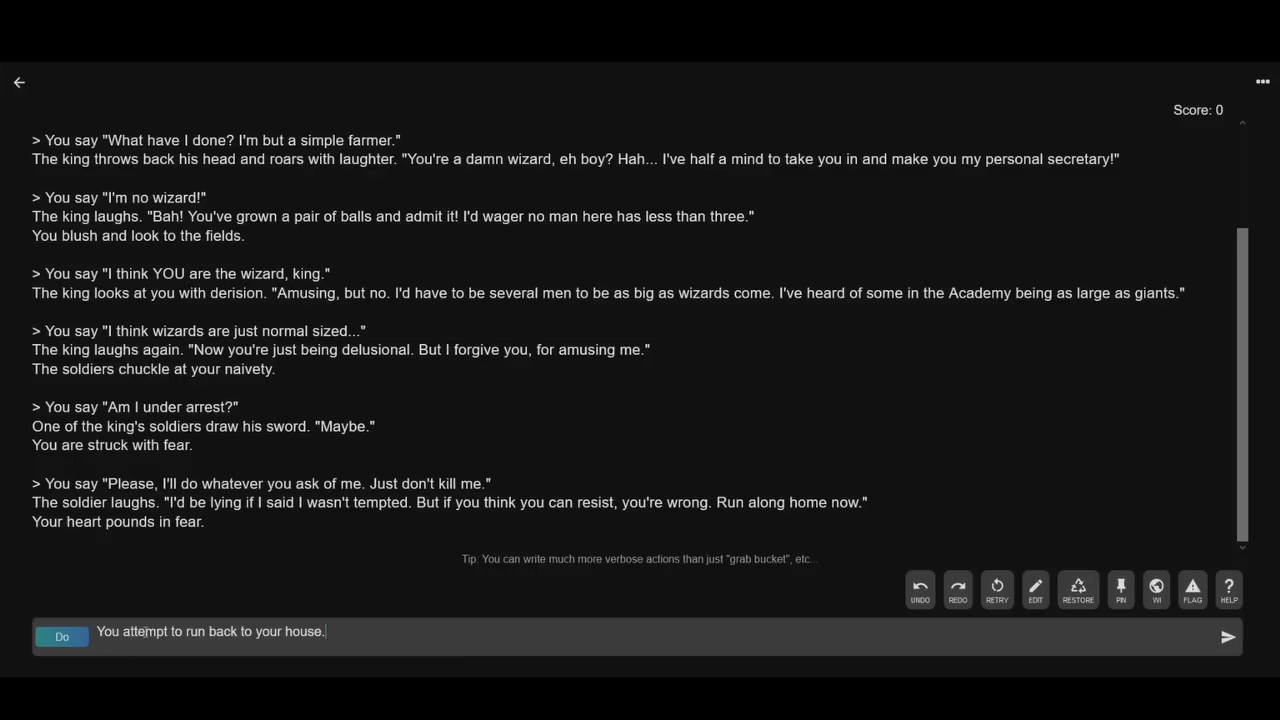 Score: 0
> You say "What have I done? I'm but a simple farmer."
The king throws back his head and roars with laughter. "You're a damn wizard, eh boy? Hah... I've half a mind to take you in and make you my personal secretary!"
> You say "I'm no wizard!"
The king laughs. "Bah! You've grown a pair of balls and admit it! I'd wager no man here has less than three."
You blush and look to the fields.
> You say "I think YOU are the wizard, king."
The king looks at you with derision. "Amusing, but no. I'd have to be several men to be as big as wizards come. I've heard of some in the Academy being as large as giants."
> You say "I think wizards are just normal sized..."
The king laughs again. "Now you're just being delusional. But I forgive you, for amusing me."
The soldiers chuckle at your naivety.
> You say "Am I under arrest?"
One of the king's soldiers draw his sword. "Maybe."
You are struck with fear.
> You say "Please, I'll do whatever you ask of me. Just don't kill me."
The soldier laughs. "I'd be lying if I said I wasn't tempted. But if you think you can resist, you're wrong. Run along home now."
Your heart pounds in fear.
Tip: You can write much more verbose actions than just "grab bucket", etc...
UNDO REDO RETRY EDIT RESTORE PIN WI FLAG HELP
Do You attempt to run back to your house.